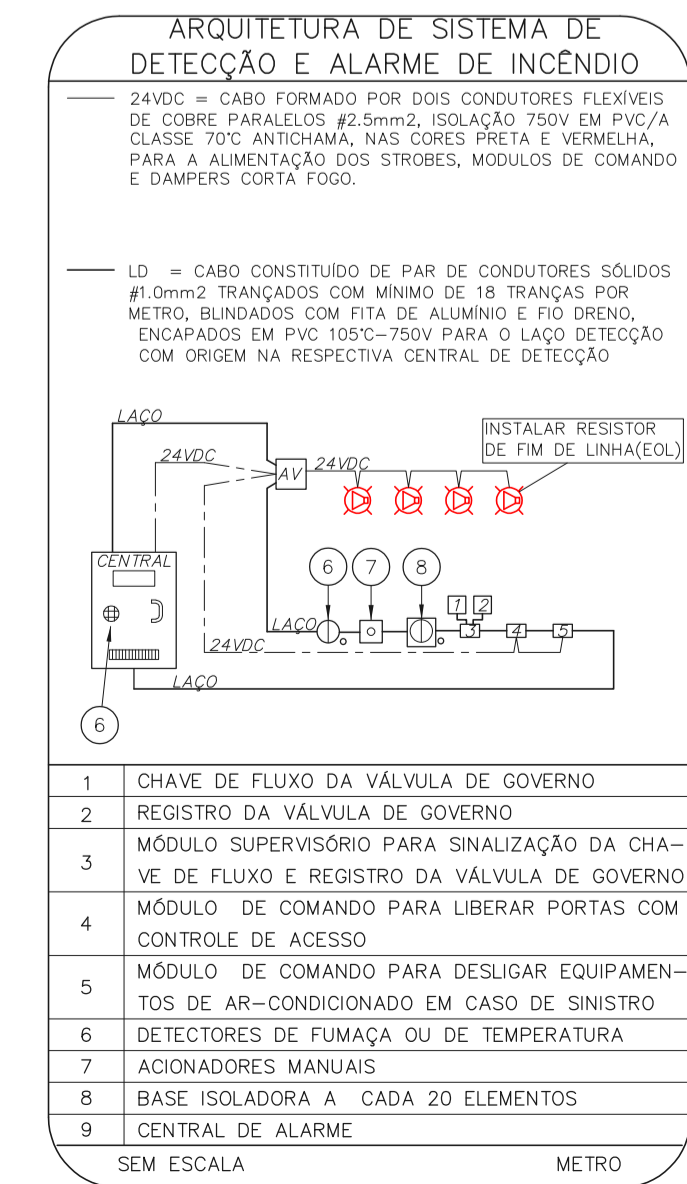 ARQUITETURA DE SISTEMA DE
DETECÇÃO E ALARME DE INCÊNDIO
24VDC = CABO FORMADO POR DOIS CONDUTORES FLEXÍVEIS
DE COBRE PARALELOS #2.5mm2, ISOLAÇÃO 750V EM PVC/A
CLASSE 70°C ANTICHAMA, NAS CORES PRETA E VERMELHA,
PARA A ALIMENTAÇÃO DOS STROBES, MODULOS DE COMANDO
E DAMPERS CORTA FOGO.
LD = CABO CONSTITUÍDO DE PAR DE CONDUTORES SÓLIDOS
#1.0mm2 TRANÇADOS COM MÍNIMO DE 18 TRANÇAS POR
METRO, BLINDADOS COM FITA DE ALUMÍNIO E FIO DRENO,
ENCAPADOS EM PVC 105°C-750V PARA O LAÇO DETECÇÃO
COM ORIGEM NA RESPECTIVA CENTRAL DE DETECÇÃO
LAÇO
INSTALAR RESISTOR
DE FIM DE LINHA(EOL)
24VDC
AV
24VDC
CENTRAL
6
7
8
1
2
LAÇO
3
4
5
24VDC
LAÇO
6
1 CHAVE DE FLUXO DA VÁLVULA DE GOVERNO
2 REGISTRO DA VÁLVULA DE GOVERNO
3 MÓDULO SUPERVISÓRIO PARA SINALIZAÇÃO DA CHA-
VE DE FLUXO E REGISTRO DA VÁLVULA DE GOVERNO
4 MÓDULO DE COMANDO PARA LIBERAR PORTAS COM
CONTROLE DE ACESSO
5 MÓDULO DE COMANDO PARA DESLIGAR EQUIPAMEN-
TOS DE AR-CONDICIONADO EM CASO DE SINISTRO
6 DETECTORES DE FUMAÇA OU DE TEMPERATURA
7 ACIONADORES MANUAIS
8 BASE ISOLADORA A CADA 20 ELEMENTOS
9 CENTRAL DE ALARME
SEM ESCALA METRO